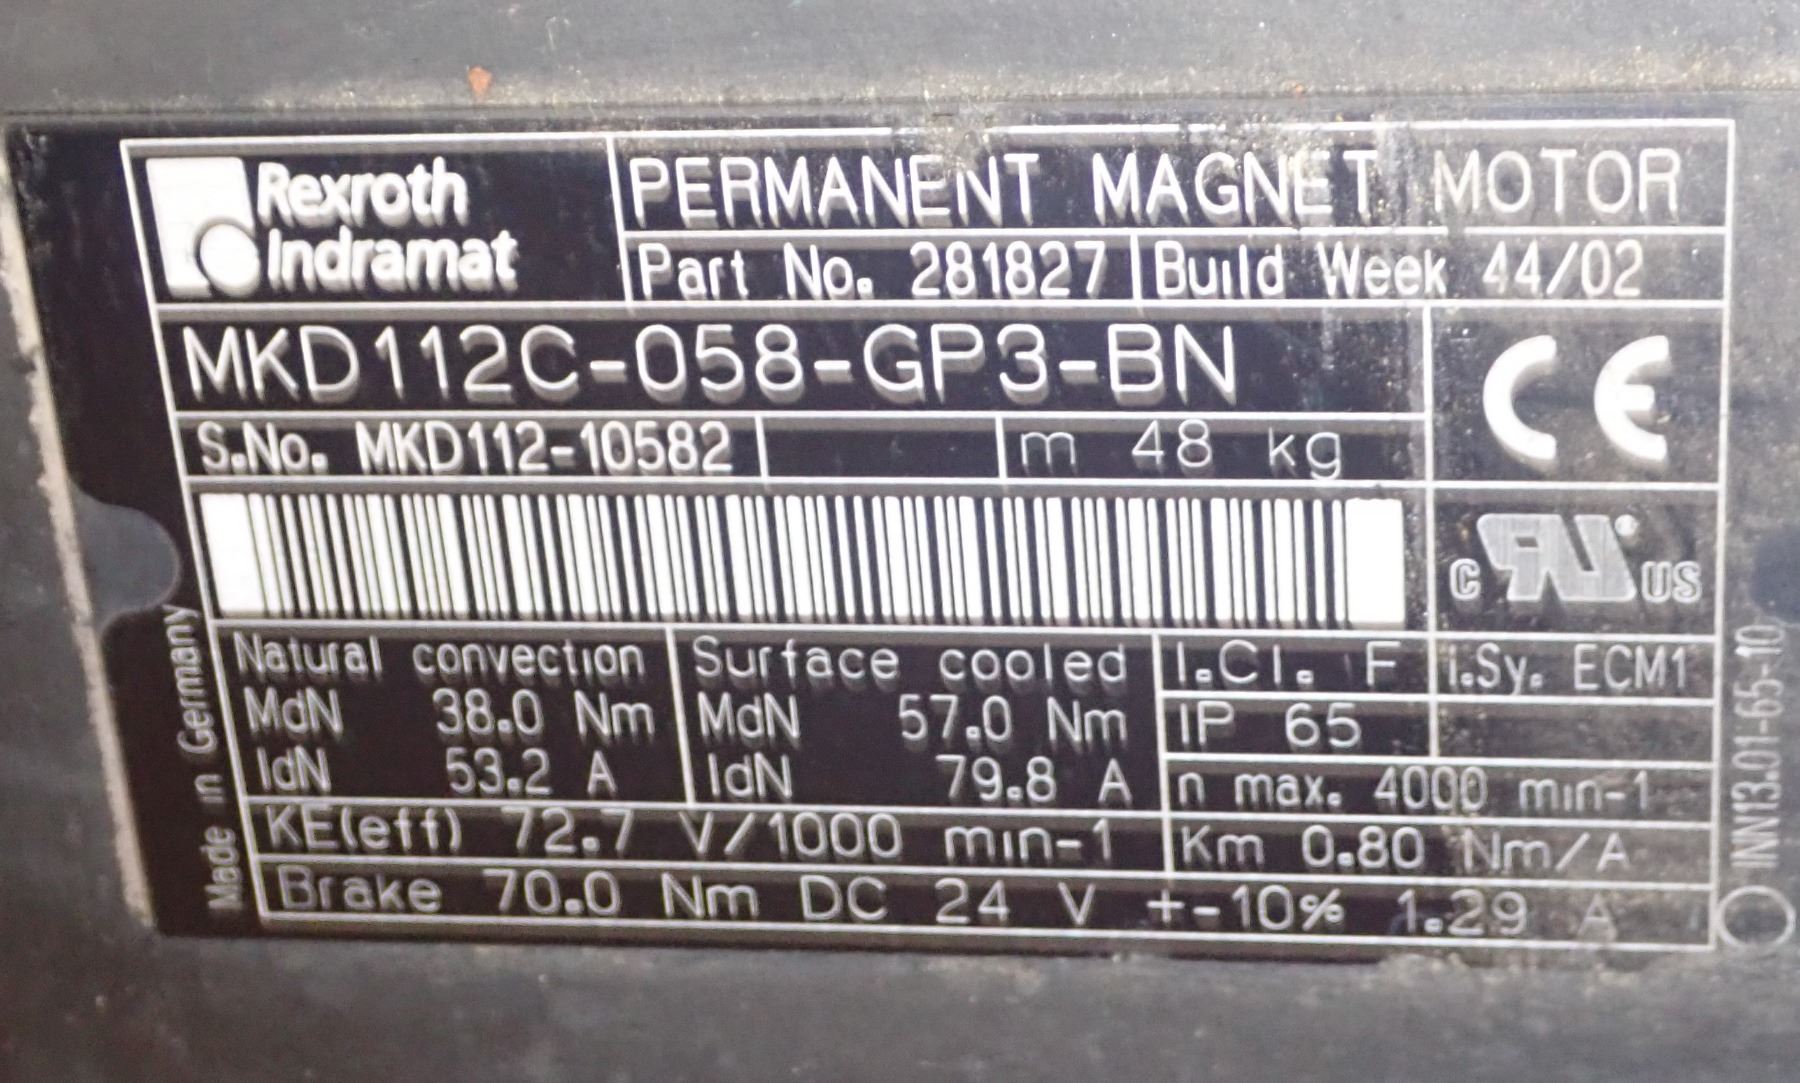 Rexroth
Indramat
PERMANENT MAGNET MOTOR
Part No. 281827 Build Week 44/02
MKD112C-058-GP3-BN
CE
S.No. MKD112-10582 m 48 kg
c RU US
Natural convection Surface cooled I.Cl. F I.Sy. ECM1
MdN 38.0 Nm MdN 57.0 Nm IP 65
IdN 53.2 A IdN 79.8 A n max. 4000 min-1
KE(eff) 72.7 V/1000 min-1 Km 0.80 Nm/A
Brake 70.0 Nm DC 24 V +-10% 1.29 A
Made in Germany
INN13.01-65-10